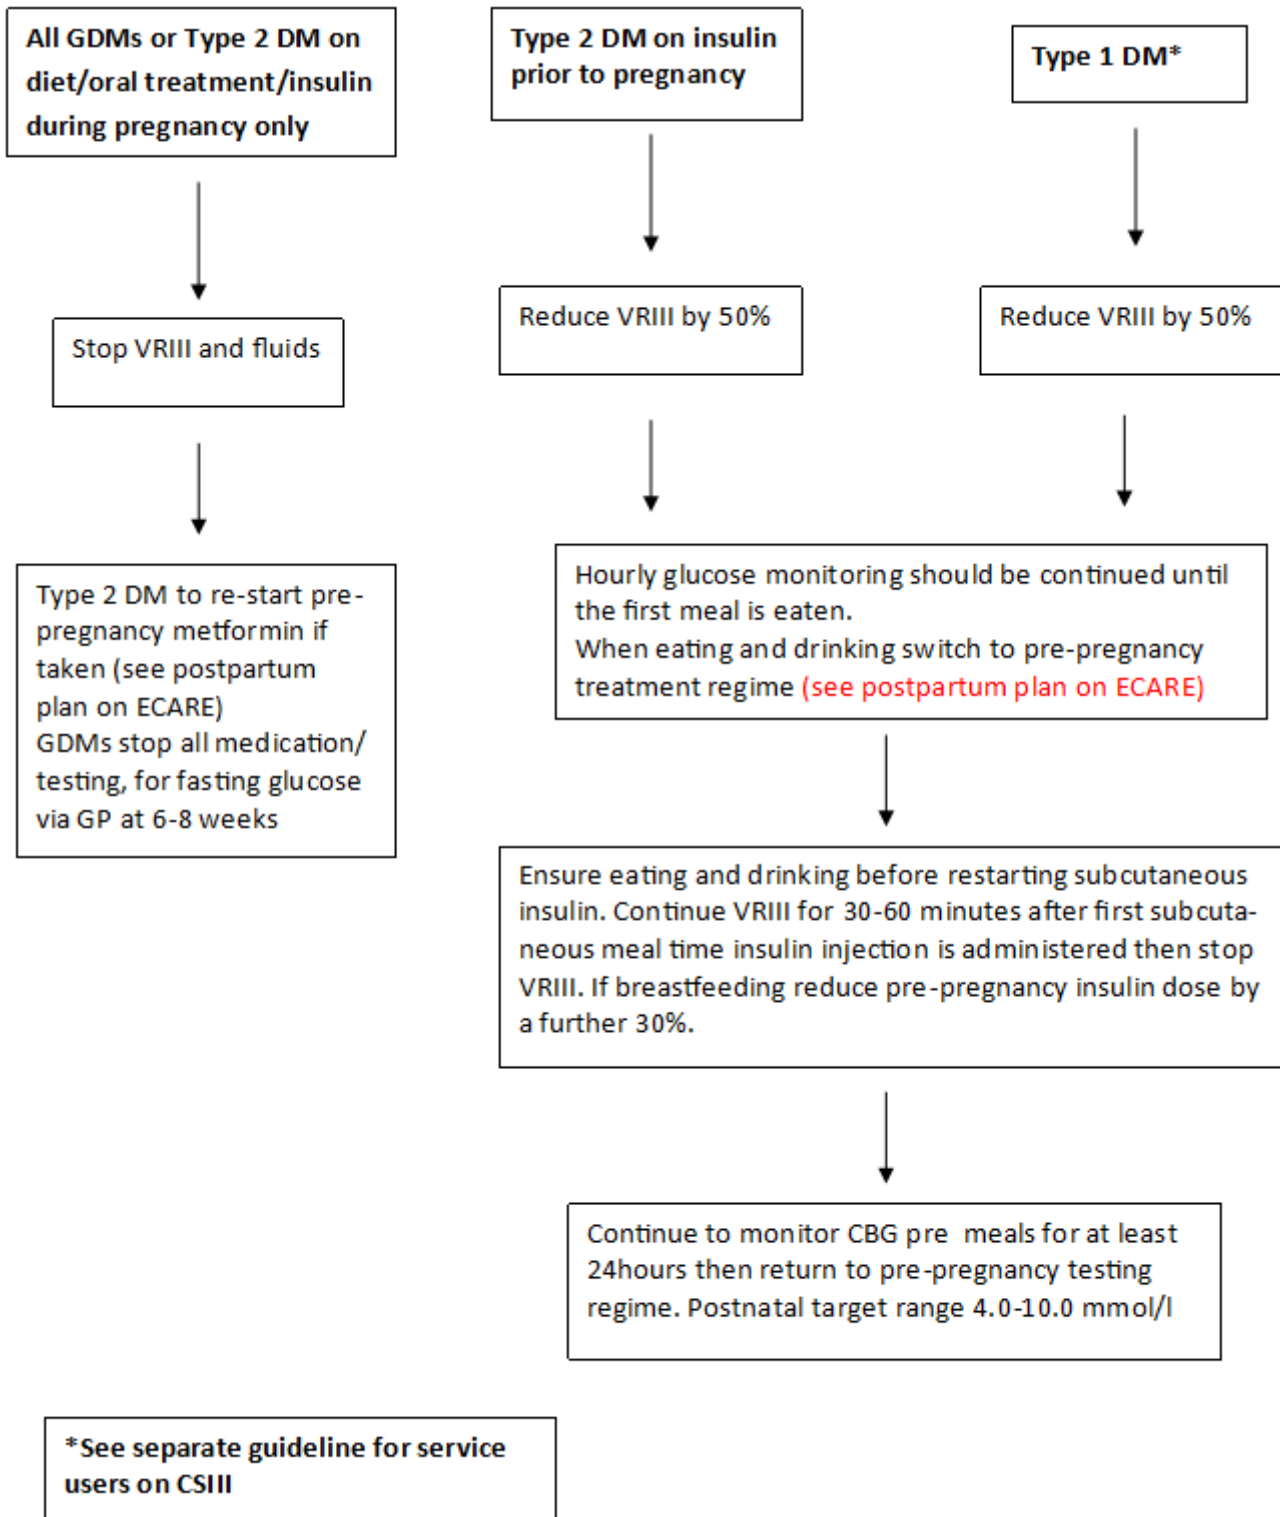 All GDMs or Type 2 DM on
diet/oral treatment/insulin
during pregnancy only
Type 2 DM on insulin
prior to pregnancy
Type 1 DM*
Stop VRIII and fluids
Reduce VRIII by 50%
Reduce VRIII by 50%
Type 2 DM to re-start pre-
pregnancy metformin if
taken (see postpartum
plan on ECARE)
GDMs stop all medication/
testing, for fasting glucose
via GP at 6-8 weeks
Hourly glucose monitoring should be continued until
the first meal is eaten.
When eating and drinking switch to pre-pregnancy
treatment regime (see postpartum plan on ECARE)
Ensure eating and drinking before restarting subcutaneous
insulin. Continue VRIII for 30-60 minutes after first subcuta-
neous meal time insulin injection is administered then stop
VRIII. If breastfeeding reduce pre-pregnancy insulin dose by
a further 30%.
Continue to monitor CBG pre  meals for at least
24hours then return to pre-pregnancy testing
regime. Postnatal target range 4.0-10.0 mmol/l
*See separate guideline for service
users on CSIII